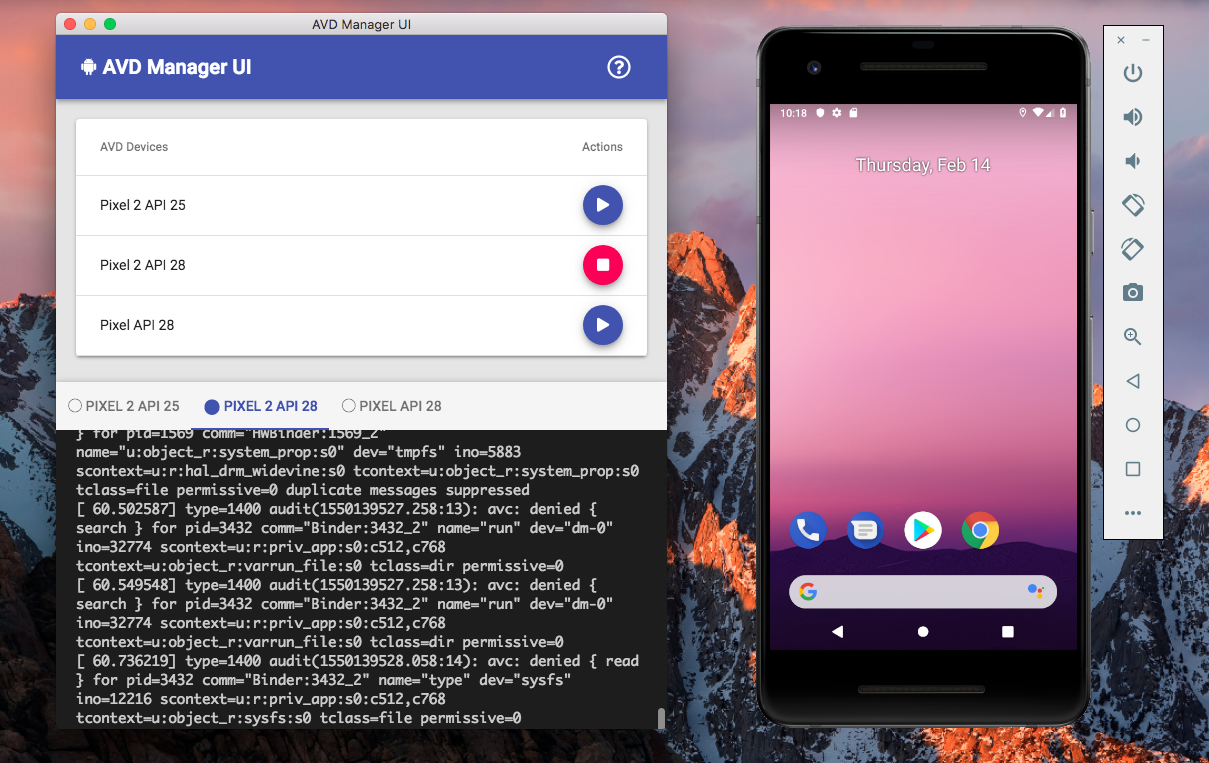 AVD Manager UI
AVD Manager UI
AVD Devices Actions
Pixel 2 API 25
Pixel 2 API 28
Pixel API 28
PIXEL 2 API 25 PIXEL 2 API 28 PIXEL API 28
} for pid=1569 comm="HwBinder:1569_2"
name="u:object_r:system_prop:s0" dev="tmpfs" ino=5883
scontext=u:r:hal_drm_widevine:s0 tcontext=u:object_r:system_prop:s0
tclass=file permissive=0 duplicate messages suppressed
[ 60.502587] type=1400 audit(1550139527.258:13): avc: denied {
search } for pid=3432 comm="Binder:3432_2" name="run" dev="dm-0"
ino=32774 scontext=u:r:priv_app:s0:c512,c768
tcontext=u:object_r:varrun_file:s0 tclass=dir permissive=0
[ 60.549548] type=1400 audit(1550139527.258:13): avc: denied {
search } for pid=3432 comm="Binder:3432_2" name="run" dev="dm-0"
ino=32774 scontext=u:r:priv_app:s0:c512,c768
tcontext=u:object_r:varrun_file:s0 tclass=dir permissive=0
[ 60.736219] type=1400 audit(1550139528.058:14): avc: denied { read
} for pid=3432 comm="Binder:3432_2" name="type" dev="sysfs"
ino=12216 scontext=u:r:priv_app:s0:c512,c768
tcontext=u:object_r:sysfs:s0 tclass=file permissive=0
10:18
Thursday, Feb 14